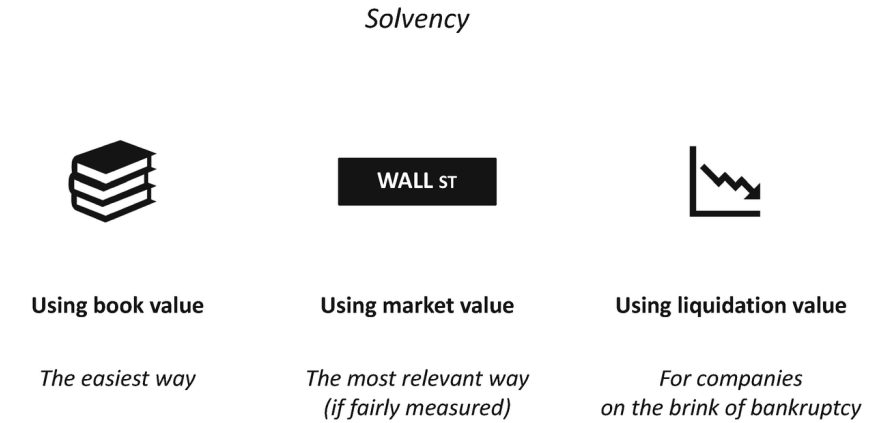 Solvency
WALL ST
Using book value
Using market value
Using liquidation value
The easiest way
The most relevant way
(if fairly measured)
For companies
on the brink of bankruptcy